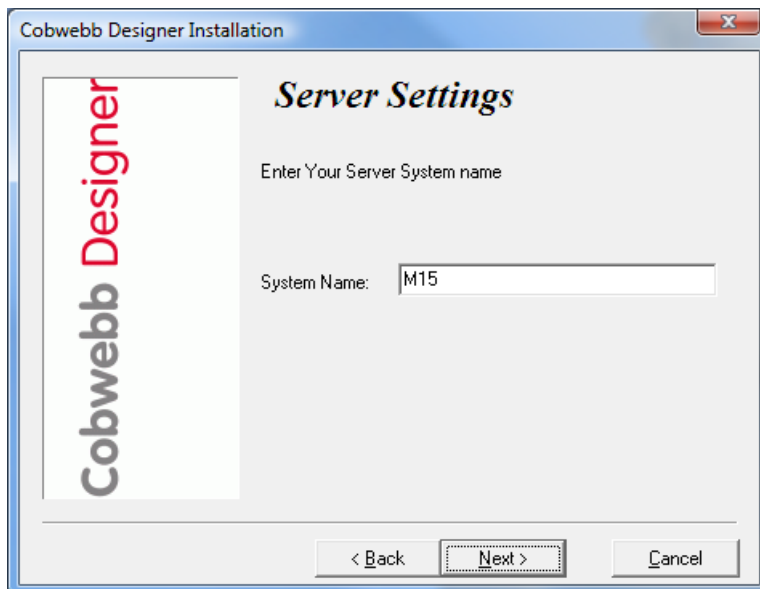 Cobwebb Designer Installation
Cobwebb Designer
Server Settings
Enter Your Server System name
System Name: M15
< Back Next > Cancel